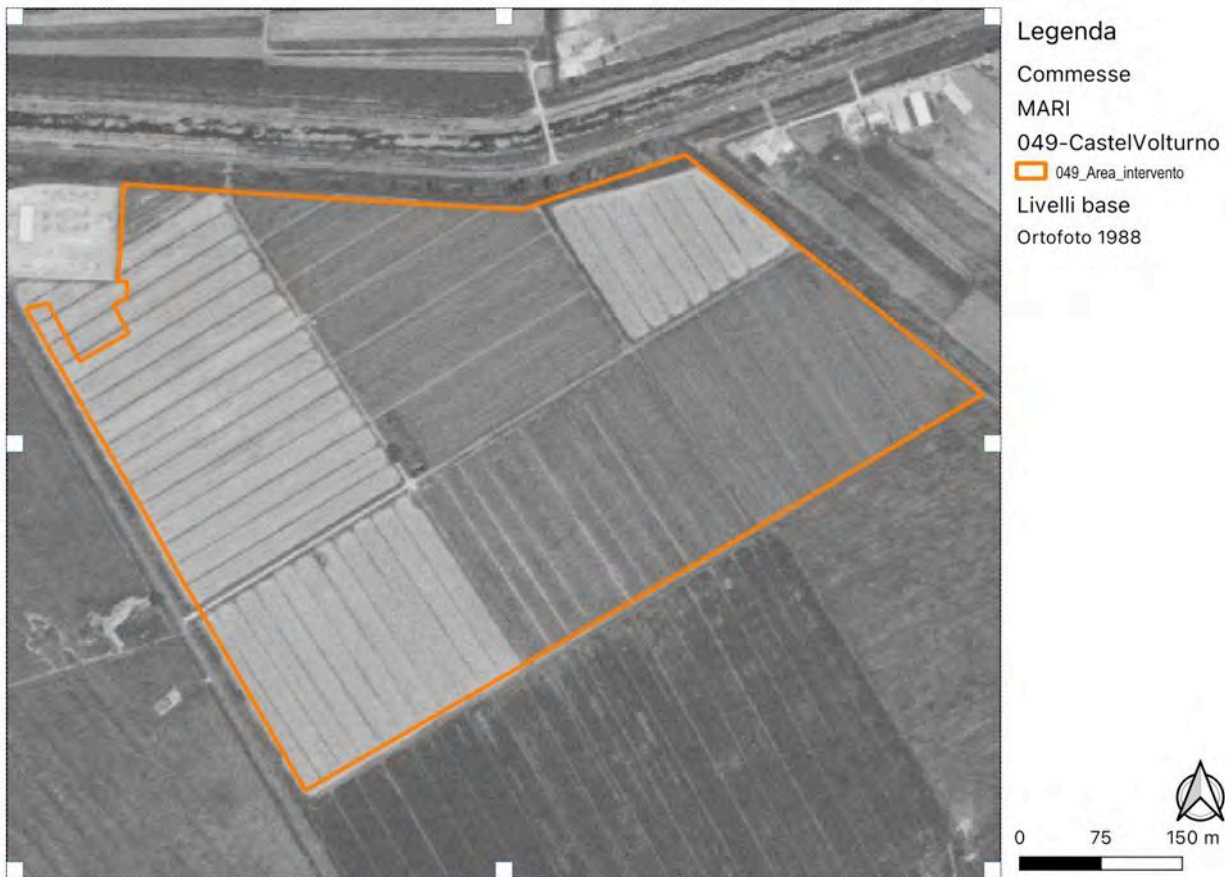 Legenda
Commesse
MARI
049-CastelVolturno
049_Area_intervento
Livelli base
Ortofoto 1988
0 75 150 m